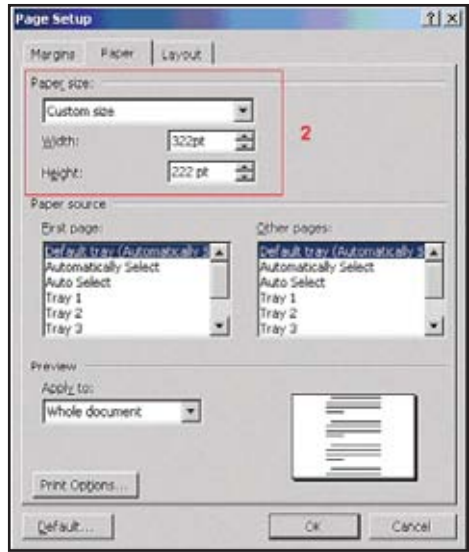 Page Setup
Margins Paper Layout
Paper size:
Custom size
Width: 322pt
Height: 222 pt
2
Paper source
First page: Other pages:
Default tray (Automatically S Default tray (Automatically S
Automatically Select Automatically Select
Auto Select Auto Select
Tray 1 Tray 1
Tray 2 Tray 2
Tray 3 Tray 3
Preview
Apply to:
Whole document
Print Options...
Default... OK Cancel